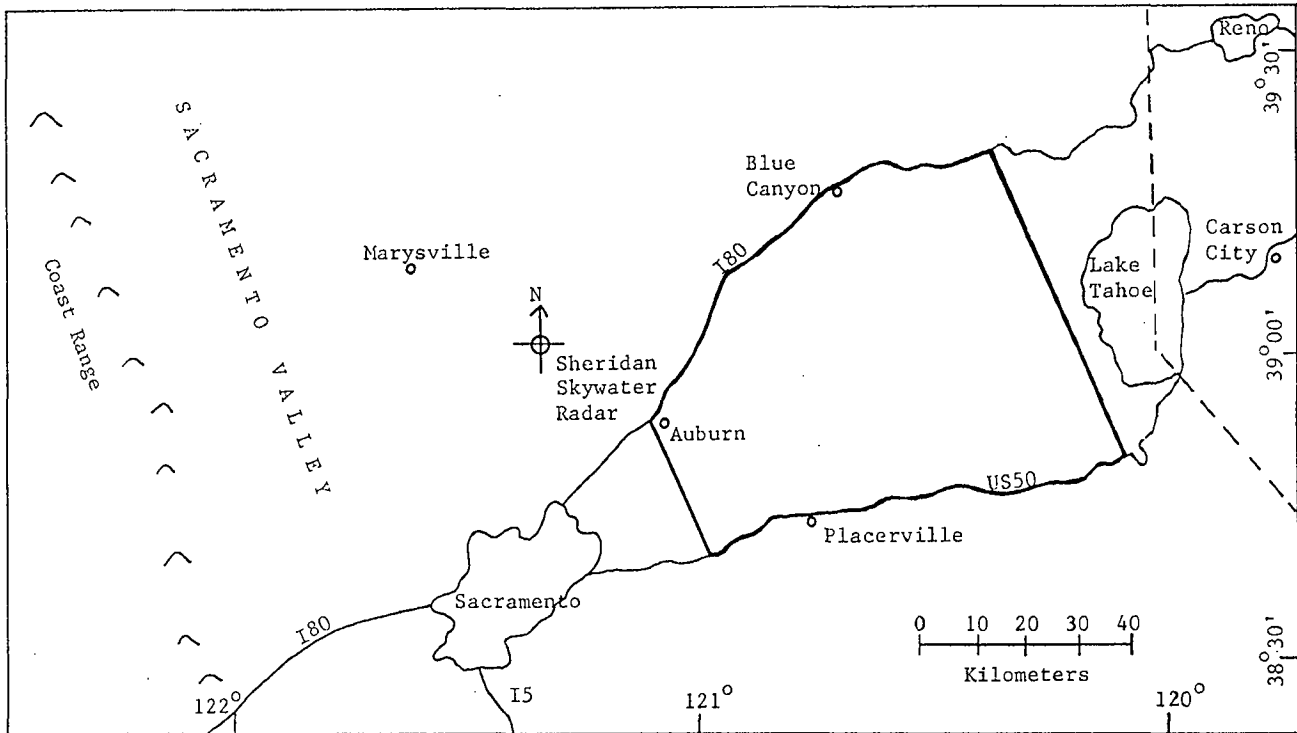 Reno
39°30'
SACRAMENTO VALLEY
Blue
Canyon
Marysville
I80
Carson
City
Lake
Tahoe
Coast Range
N
39°00'
Sheridan
Skywater
Radar
Auburn
US50
Placerville
Sacramento
I80
0 10 20 30 40
Kilometers
38°30'
I5
122°
121°
120°